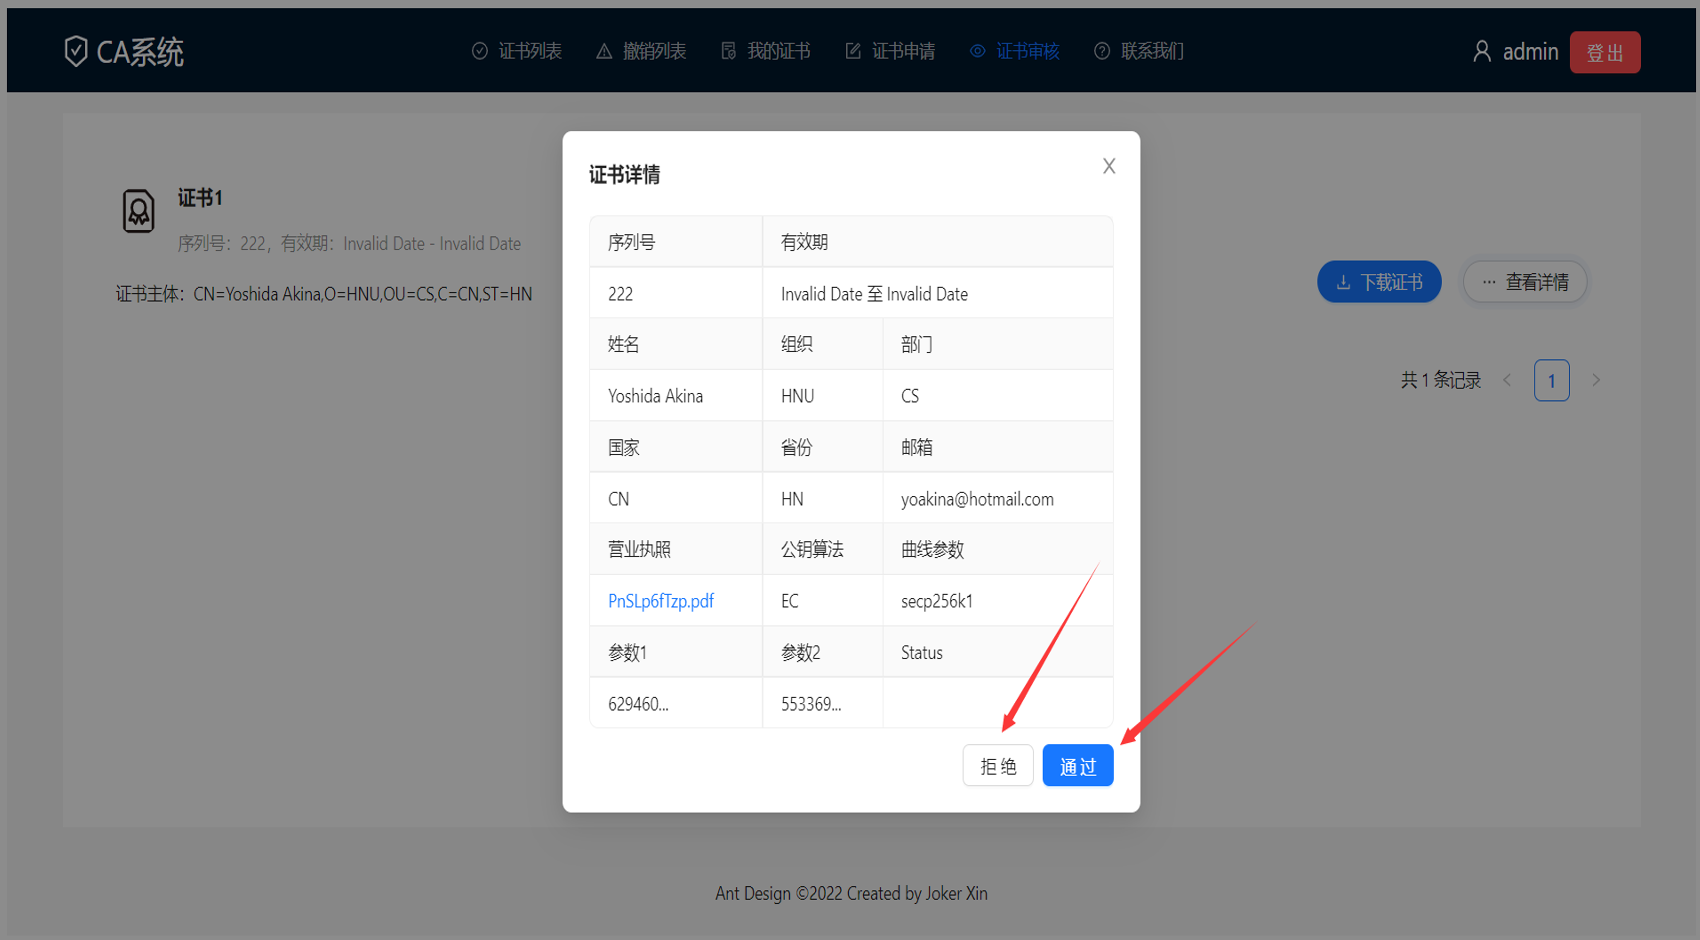 CA系统
证书列表
撤销列表
我的证书
证书申请
证书审核
联系我们
admin
登出
证书1
序列号：222，有效期：Invalid Date - Invalid Date
证书主体：CN=Yoshida Akina,O=HNU,OU=CS,C=CN,ST=HN
下载证书
查看详情
共 1 条记录
1
证书详情
序列号 有效期
222 Invalid Date 至 Invalid Date
姓名 组织 部门
Yoshida Akina HNU CS
国家 省份 邮箱
CN HN yoakina@hotmail.com
营业执照 公钥算法 曲线参数
PnSLp6fTzp.pdf EC secp256k1
参数1 参数2 Status
629460... 553369...
拒绝 通过
Ant Design ©2022 Created by Joker Xin